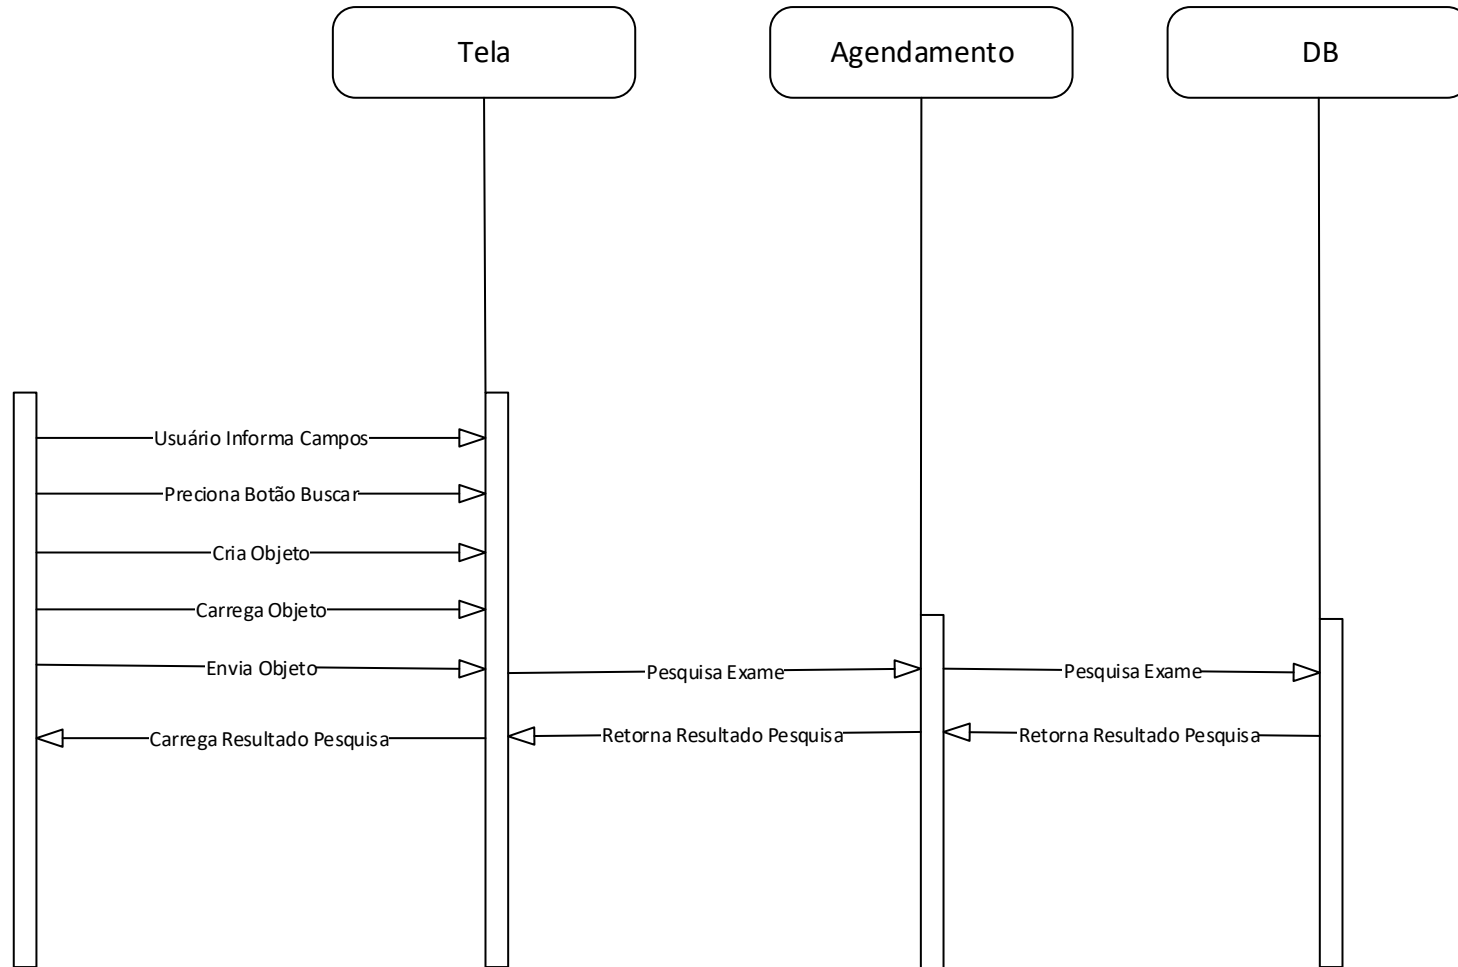 Tela
Agendamento
DB
Usuário Informa Campos
Preciona Botão Buscar
Cria Objeto
Carrega Objeto
Envia Objeto
Pesquisa Exame
Pesquisa Exame
Carrega Resultado Pesquisa
Retorna Resultado Pesquisa
Retorna Resultado Pesquisa